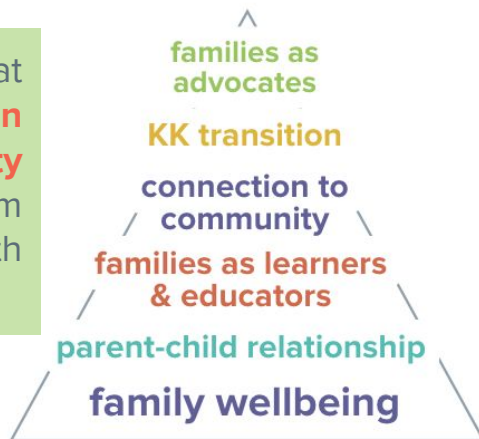 families as
advocates
KK transition
connection to
community
families as learners
& educators
parent-child relationship
family wellbeing